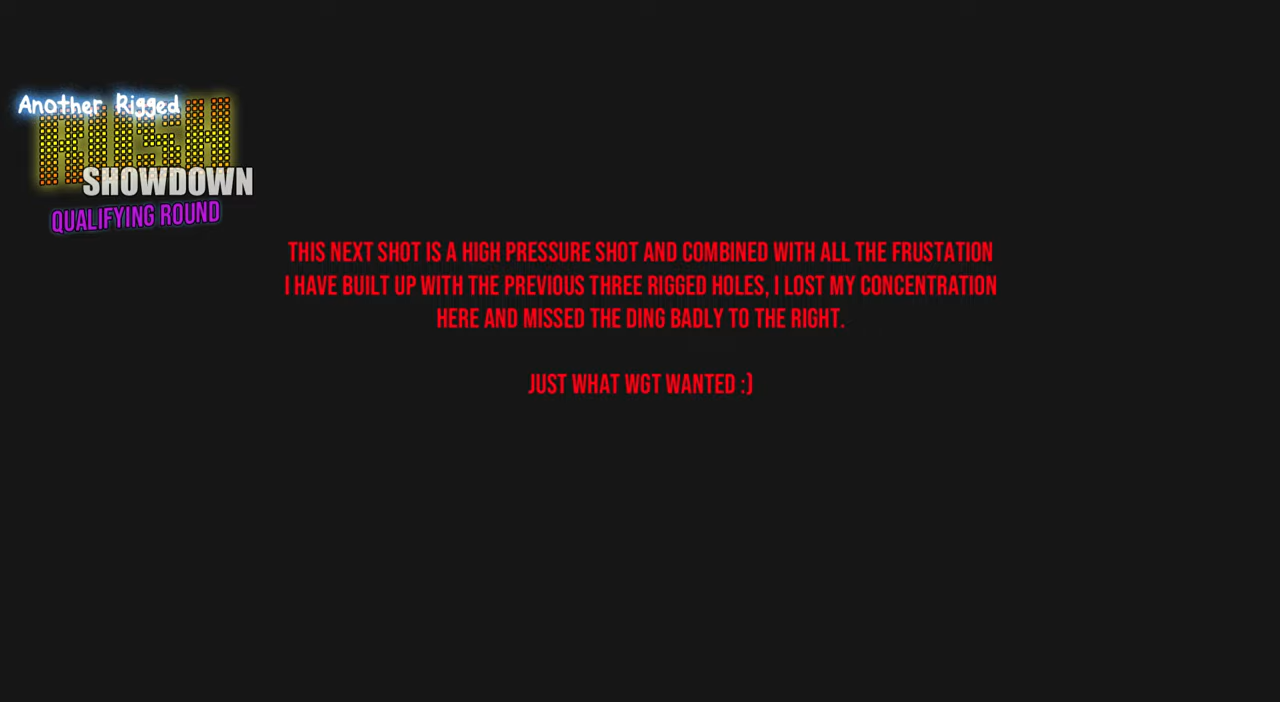 Another Rigged
RUSH
SHOWDOWN
QUALIFYING ROUND
THIS NEXT SHOT IS A HIGH PRESSURE SHOT AND COMBINED WITH ALL THE FRUSTATION
I HAVE BUILT UP WITH THE PREVIOUS THREE RIGGED HOLES, I LOST MY CONCENTRATION
HERE AND MISSED THE DING BADLY TO THE RIGHT.
JUST WHAT WGT WANTED :)